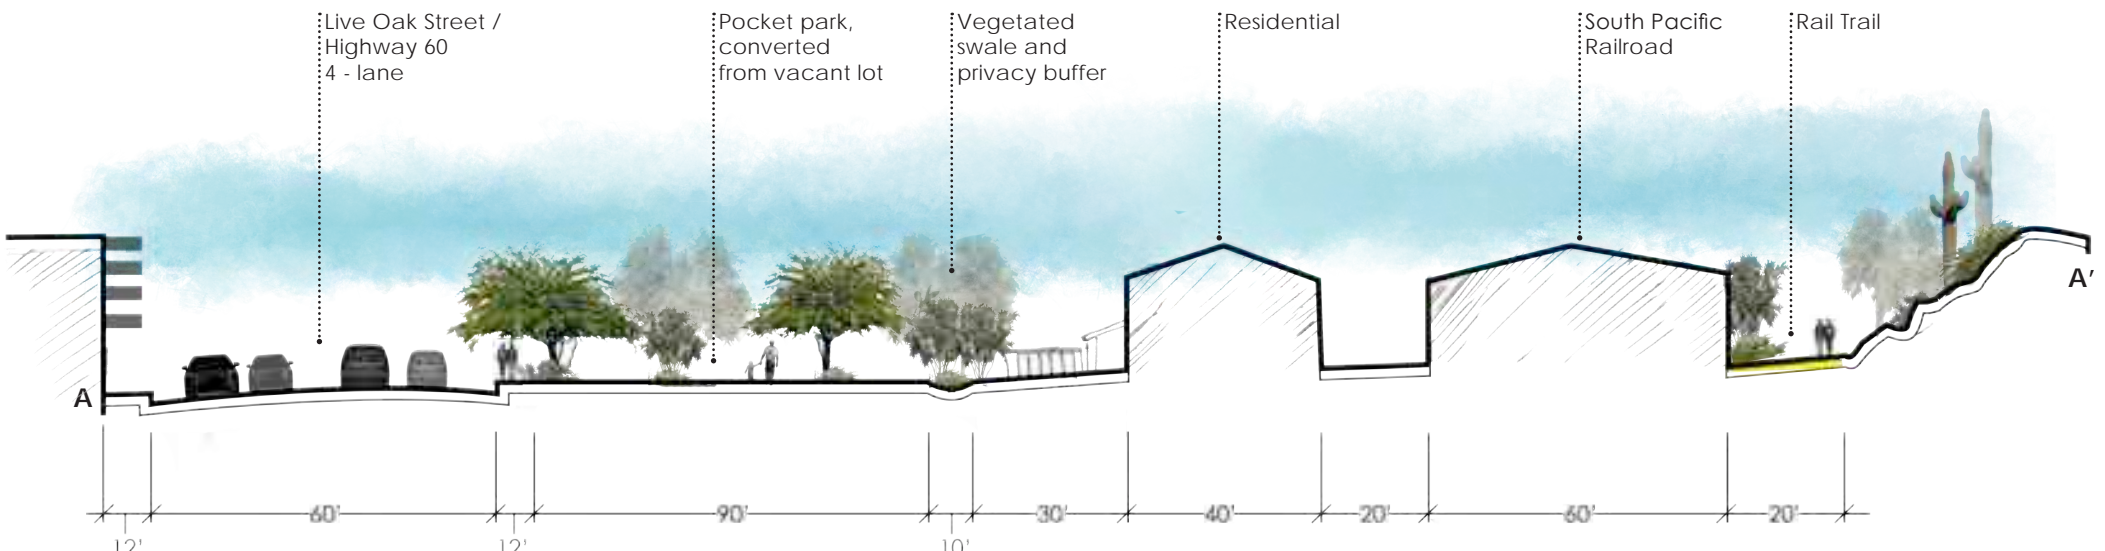 Live Oak Street /
Highway 60
4 - lane
Pocket park,
converted
from vacant lot
Vegetated
swale and
privacy buffer
Residential
South Pacific
Railroad
Rail Trail
A
A'
60'
90'
30'
40'
20'
60'
20'
12'
12'
10'